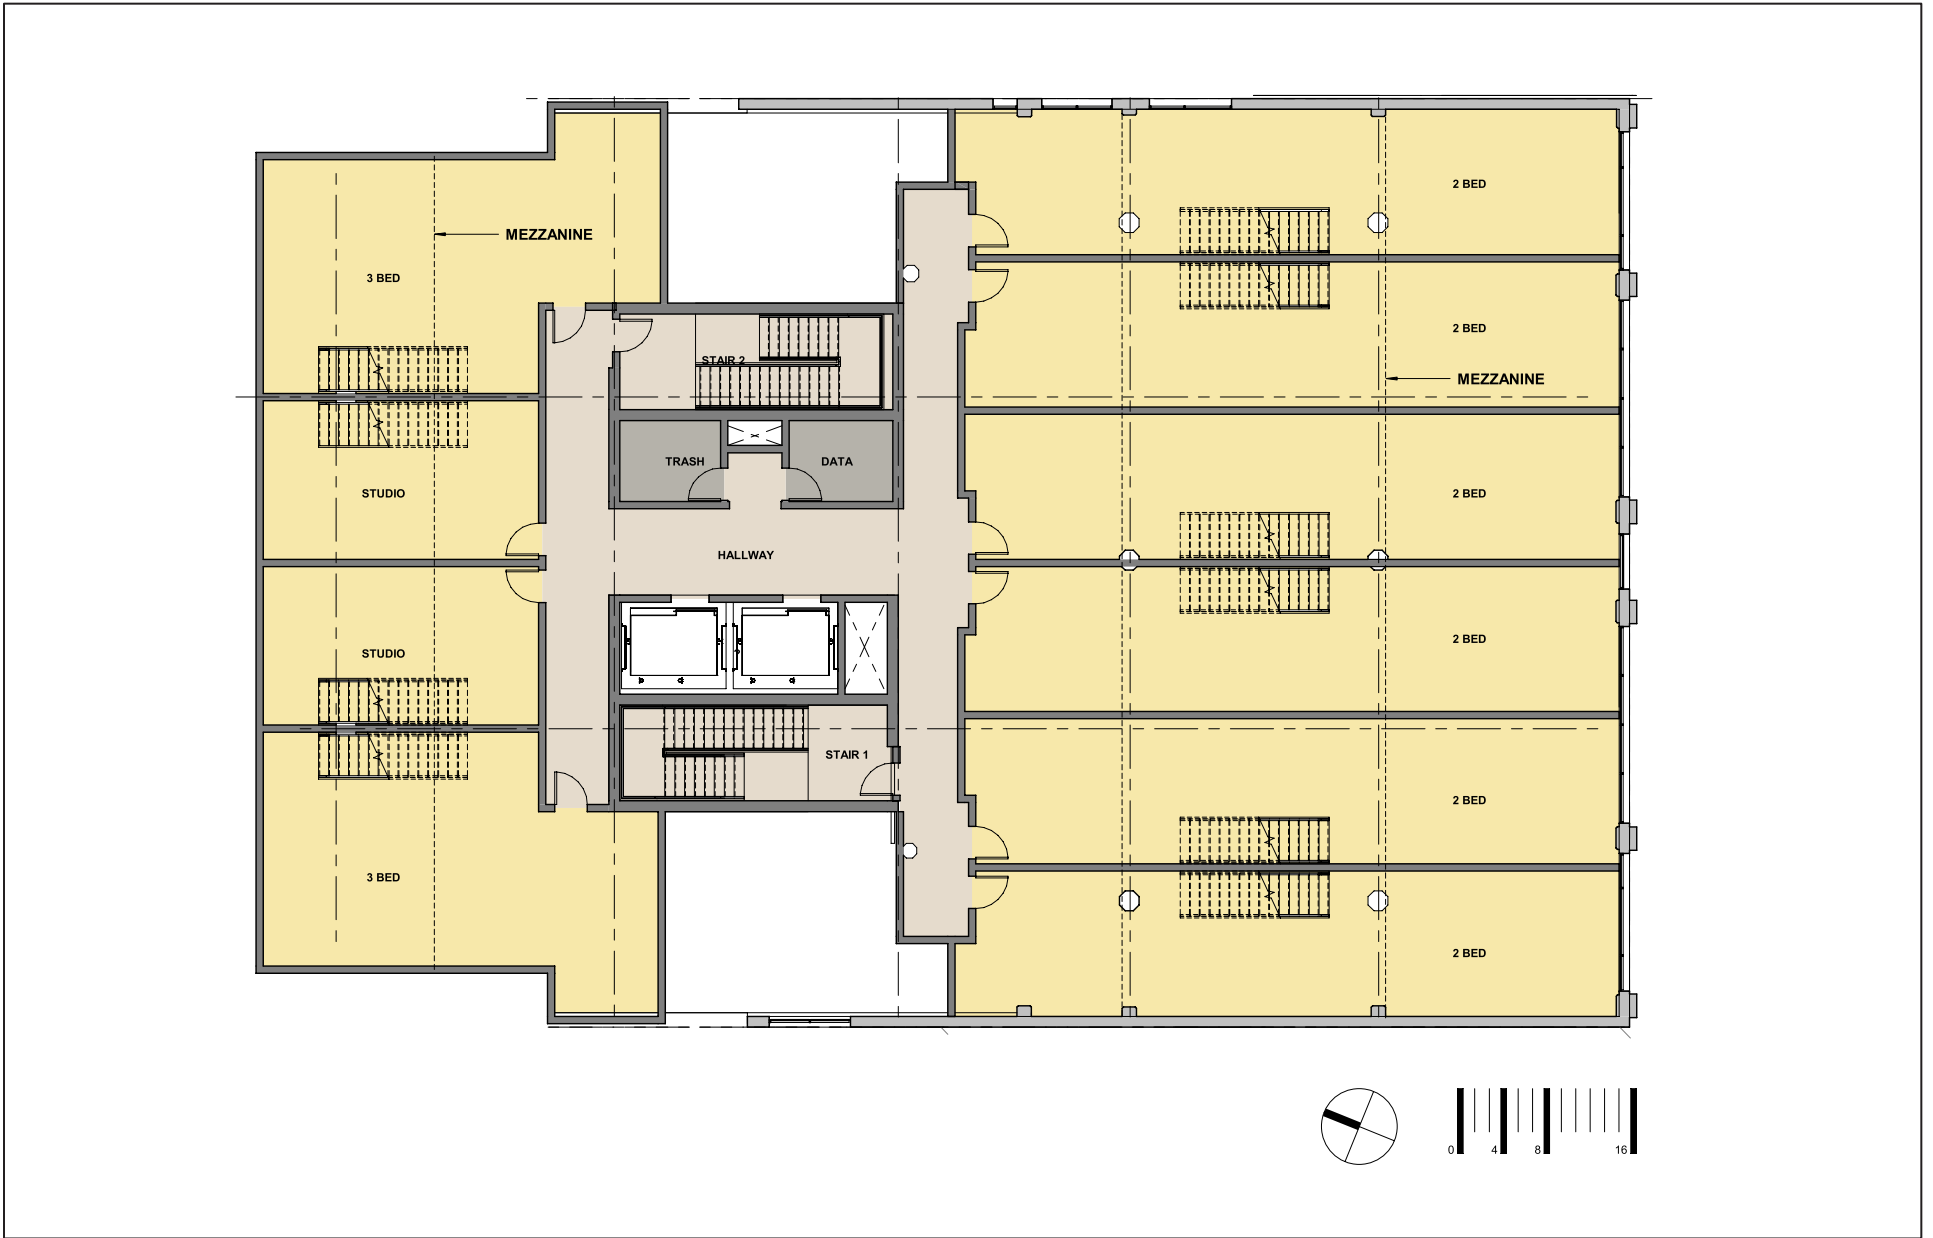 2 BED
MEZZANINE
3 BED
2 BED
STAIR 2
MEZZANINE
TRASH
DATA
STUDIO
2 BED
HALLWAY
2 BED
STUDIO
STAIR 1
2 BED
3 BED
2 BED
0 4 8 16